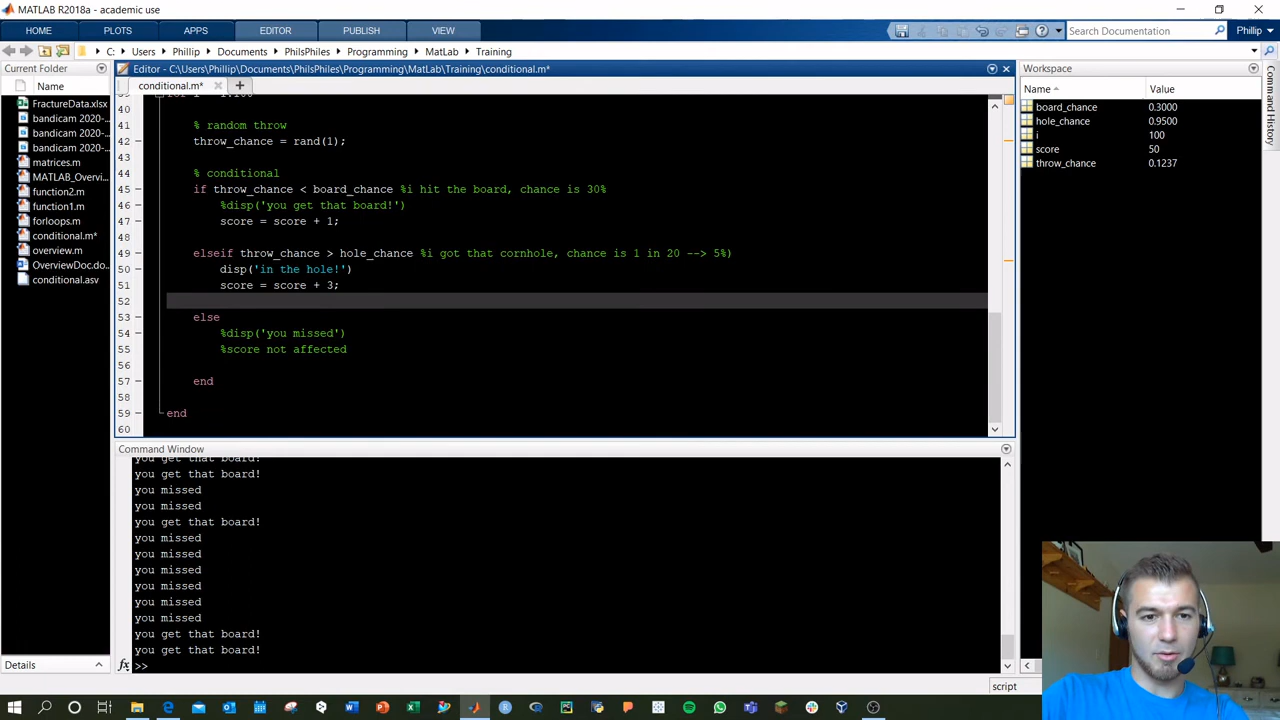 MATLAB R2018a - academic use
HOME PLOTS APPS EDITOR PUBLISH VIEW Search Documentation Phillip
C: Users Phillip Documents PhilsPhiles Programming MatLab Training
Current Folder
Name
FractureData.xlsx
bandicam 2020-...
bandicam 2020-...
bandicam 2020-...
matrices.m
MATLAB_Overvi...
function2.m
function1.m
forloops.m
conditional.m*
overview.m
OverviewDoc.do...
conditional.asv
Details
Editor - C:\Users\Phillip\Documents\PhilsPhiles\Programming\MatLab\Training\conditional.m*
conditional.m*
40
41 % random throw
42 throw_chance = rand(1);
43
44 % conditional
45 if throw_chance < board_chance %i hit the board, chance is 30%
46 %disp('you get that board!')
47 score = score + 1;
48
49 elseif throw_chance > hole_chance %i got that cornhole, chance is 1 in 20 --> 5%)
50 disp('in the hole!')
51 score = score + 3;
52
53 else
54 %disp('you missed')
55 %score not affected
56
57 end
58
59 end
60
Command Window
you get that board!
you get that board!
you missed
you missed
you get that board!
you missed
you missed
you missed
you missed
you missed
you missed
you get that board!
you get that board!
fx >>
Workspace
Name Value
board_chance 0.3000
hole_chance 0.9500
i 100
score 50
throw_chance 0.1237
Command History
script